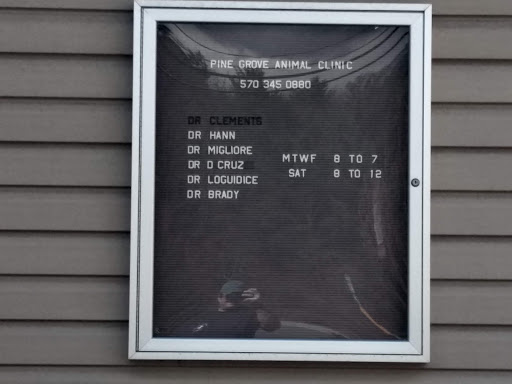 PINE GROVE ANIMAL CLINIC
570 345 0880
DR CLEMENTS
DR HANN
DR MIGLIORE
DR D CRUZ
DR LOGUIDICE
DR BRADY
MTWF 8 TO 7
SAT 8 TO 12